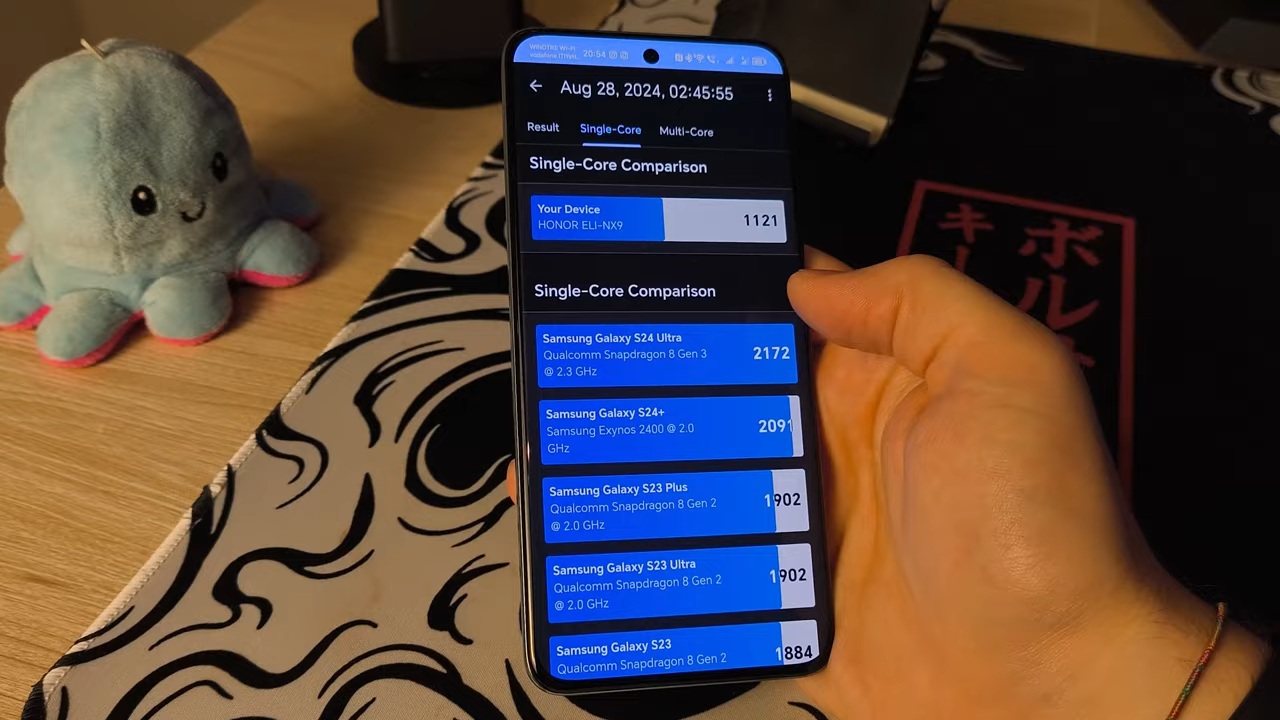 WINDTRE Wi-Fi
20:54
Aug 28, 2024, 02:45:55
Result Single-Core Multi-Core
Single-Core Comparison
Your Device
HONOR ELI-NX9
1121
Single-Core Comparison
Samsung Galaxy S24 Ultra
Qualcomm Snapdragon 8 Gen 3
@ 2.3 GHz
2172
Samsung Galaxy S24+
Samsung Exynos 2400 @ 2.0
GHz
2091
Samsung Galaxy S23 Plus
Qualcomm Snapdragon 8 Gen 2
@ 2.0 GHz
1902
Samsung Galaxy S23 Ultra
Qualcomm Snapdragon 8 Gen 2
@ 2.0 GHz
1902
Samsung Galaxy S23
Qualcomm Snapdragon 8 Gen 2
1884
ボル
キー